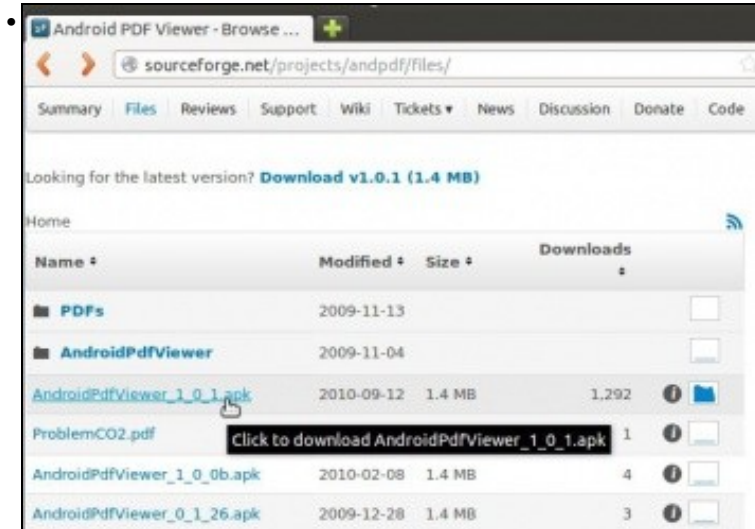 Android PDF Viewer - Browse ...
sourceforge.net/projects/andpdf/files/
Summary Files Reviews Support Wiki Tickets ▾ News Discussion Donate Code
Looking for the latest version? Download v1.0.1 (1.4 MB)
Home
Name Modified Size Downloads
PDFs 2009-11-13
AndroidPdfViewer 2009-11-04
AndroidPdfViewer_1_0_1.apk 2010-09-12 1.4 MB 1,292
ProblemCO2.pdf 1
Click to download AndroidPdfViewer_1_0_1.apk
AndroidPdfViewer_1_0_0b.apk 2010-02-08 1.4 MB 4
AndroidPdfViewer_0_1_26.apk 2009-12-28 1.4 MB 3